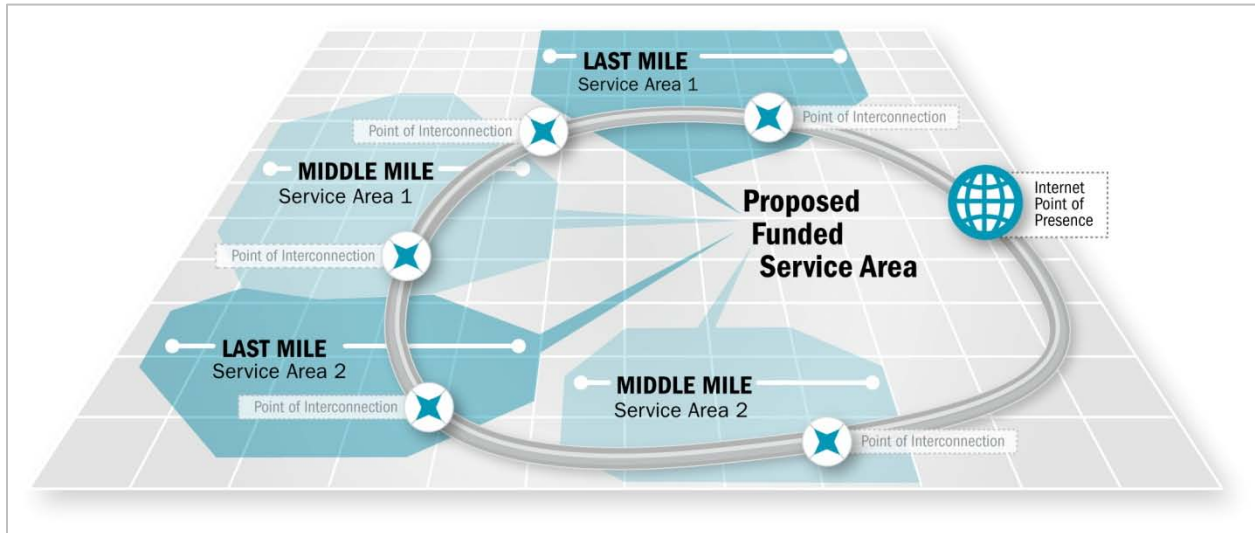 LAST MILE
Service Area 1
Point of Interconnection
Point of Interconnection
MIDDLE MILE
Service Area 1
Internet
Point of
Presence
Proposed
Funded
Service Area
Point of Interconnection
LAST MILE
Service Area 2
Point of Interconnection
MIDDLE MILE
Service Area 2
Point of Interconnection